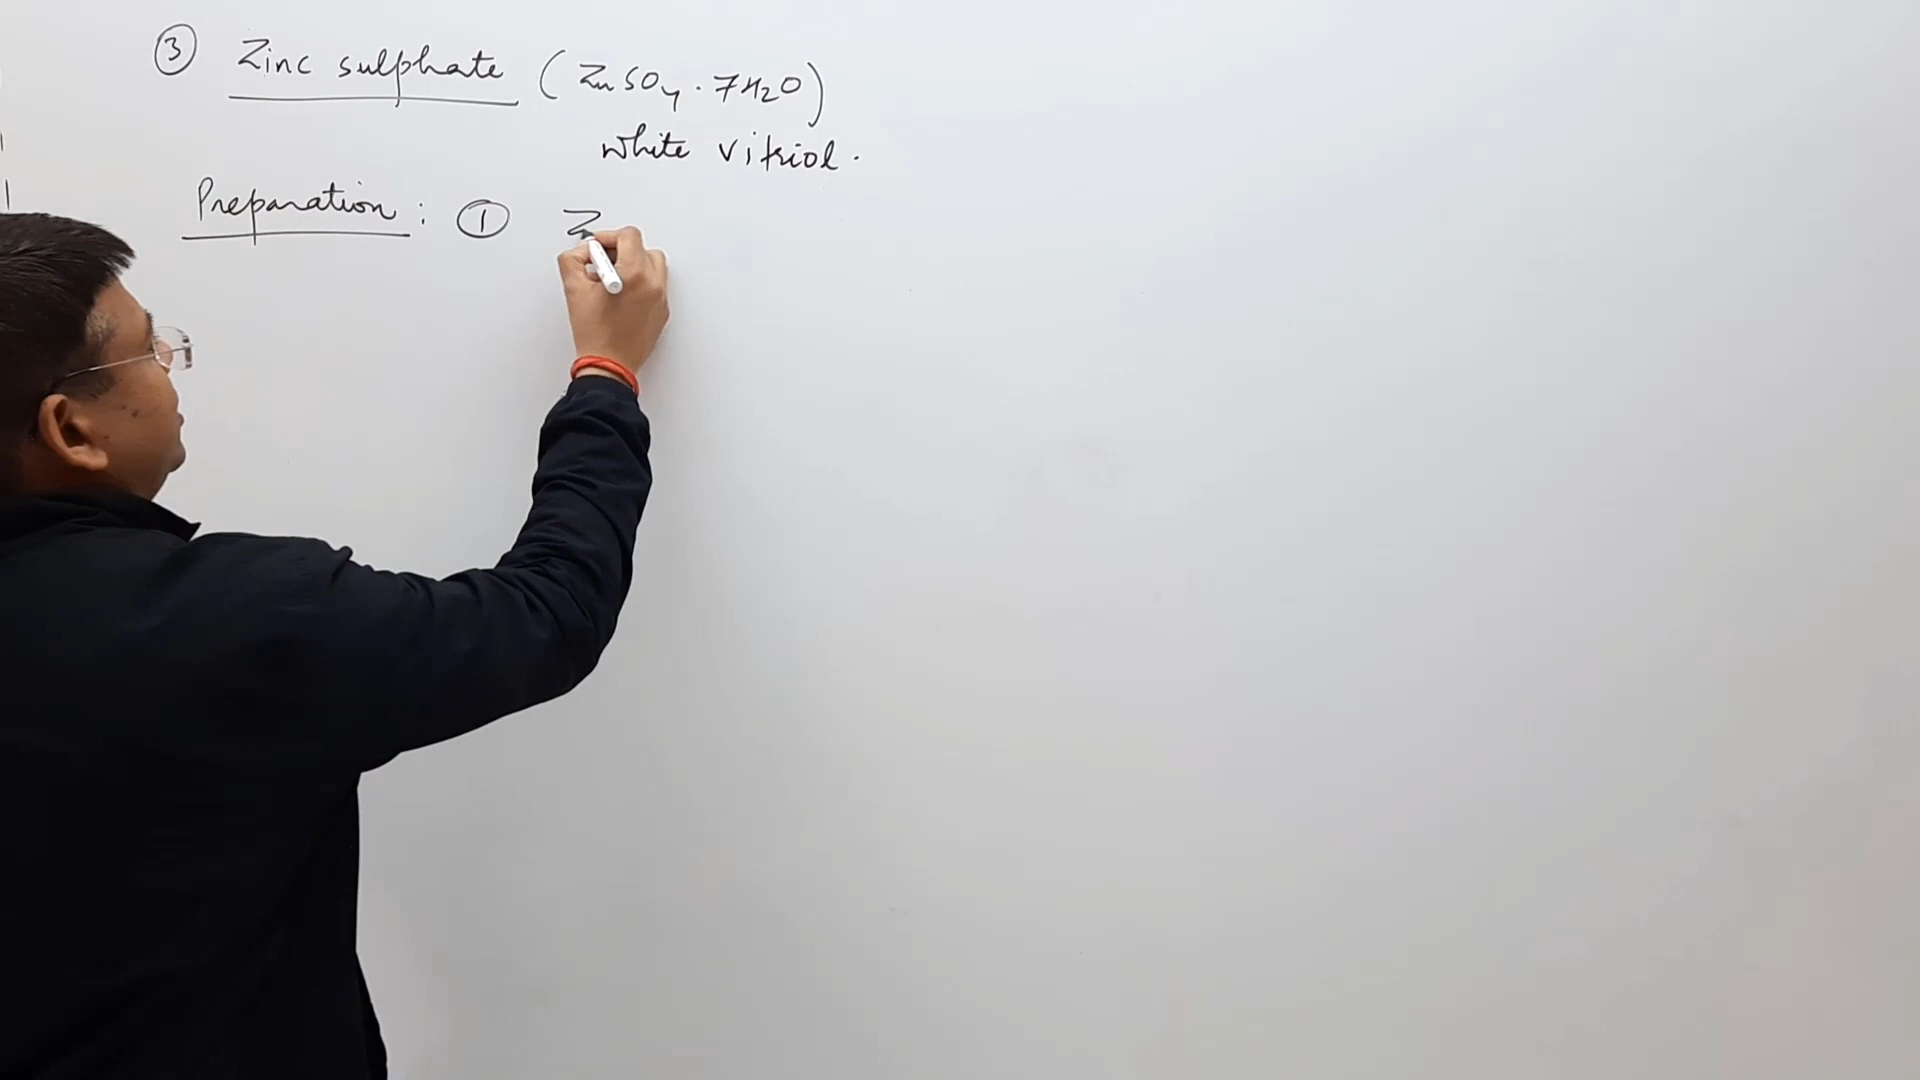 ③ Zinc sulphate (ZnSO₄ · 7H₂O)
white vitriol.
Preparation : ① Z